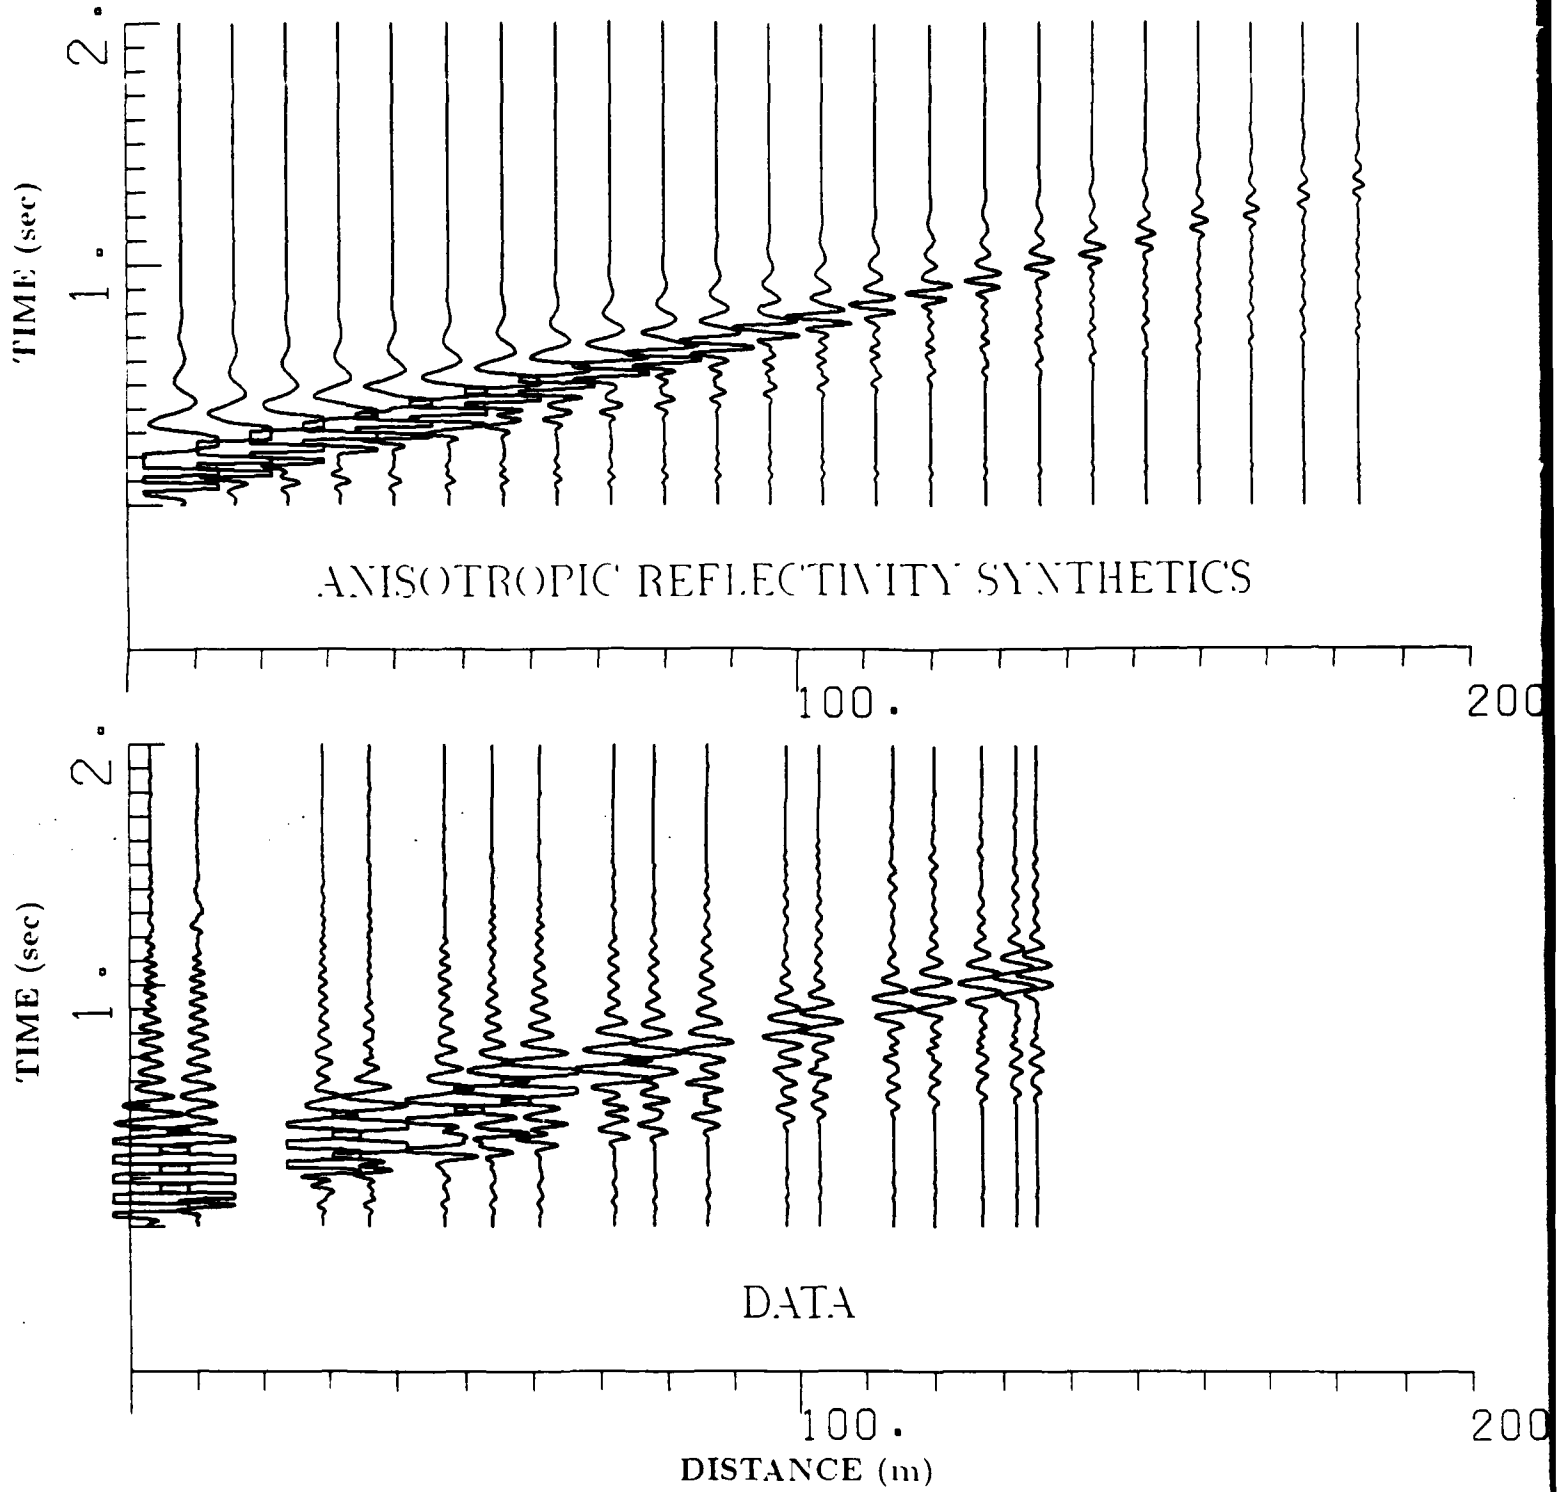 2.
1.
TIME (sec)
ANISOTROPIC REFLECTIVITY SYNTHETICS
100.
200
2.
1.
TIME (sec)
DATA
100.
200
DISTANCE (m)